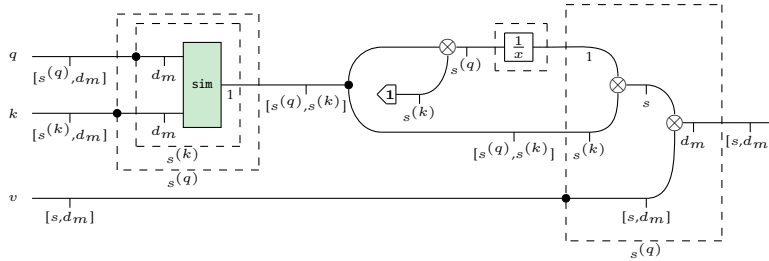 q
[s^(q),d_m]
d_m
k
[s^(k),d_m]
d_m
sim
1
s^(k)
s^(q)
[s^(q),s^(k)]
1
s^(k)
s^(q)
1/x
1
[s^(q),s^(k)]
s^(k)
s
d_m
[s,d_m
v
[s,d_m]
[s,d_m]
s^(q)